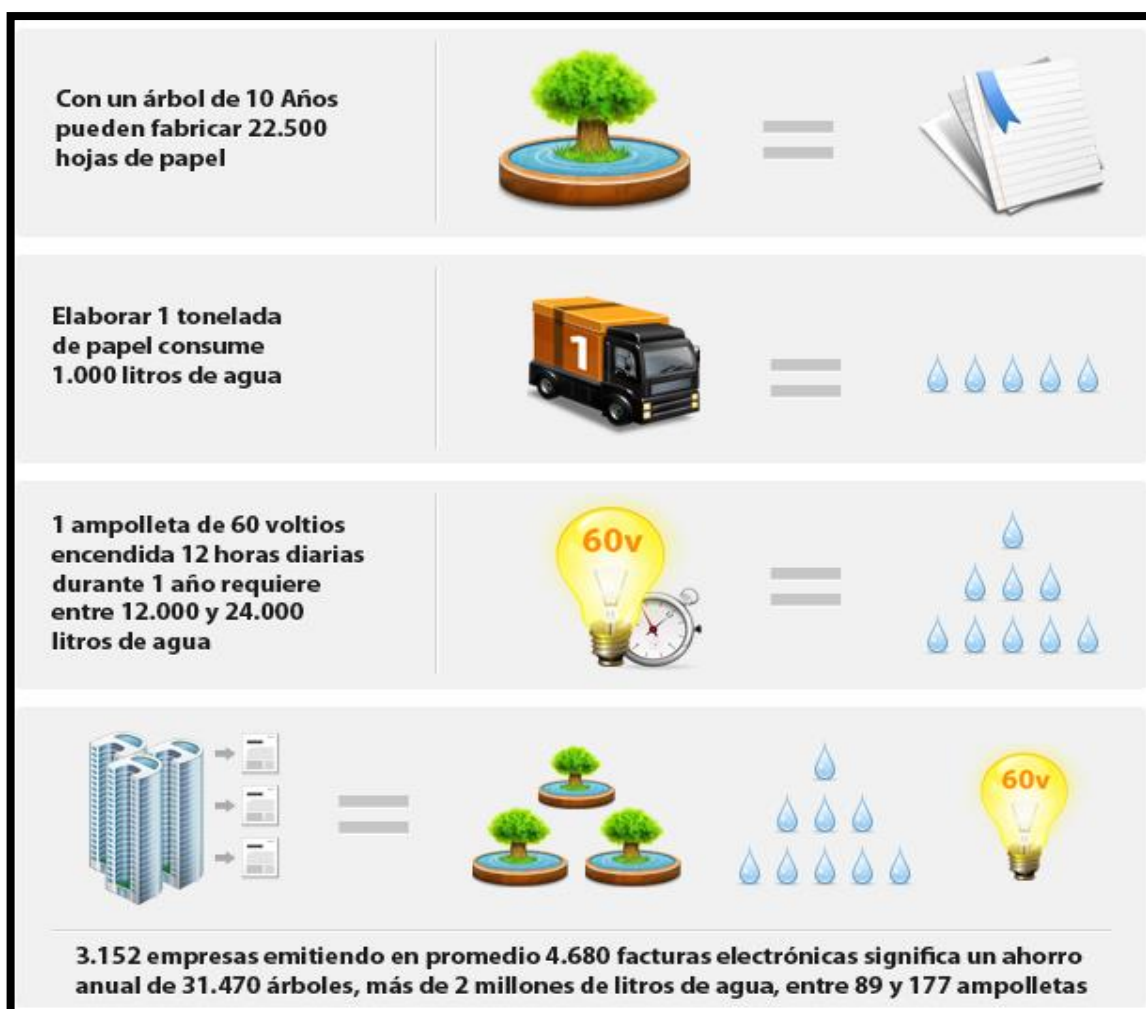 Con un árbol de 10 Años
pueden fabricar 22.500
hojas de papel
Elaborar 1 tonelada
de papel consume
1.000 litros de agua
1
1 ampolleta de 60 voltios
encendida 12 horas diarias
durante 1 año requiere
entre 12.000 y 24.000
litros de agua
60v
60v
3.152 empresas emitiendo en promedio 4.680 facturas electrónicas significa un ahorro
anual de 31.470 árboles, más de 2 millones de litros de agua, entre 89 y 177 ampolletas